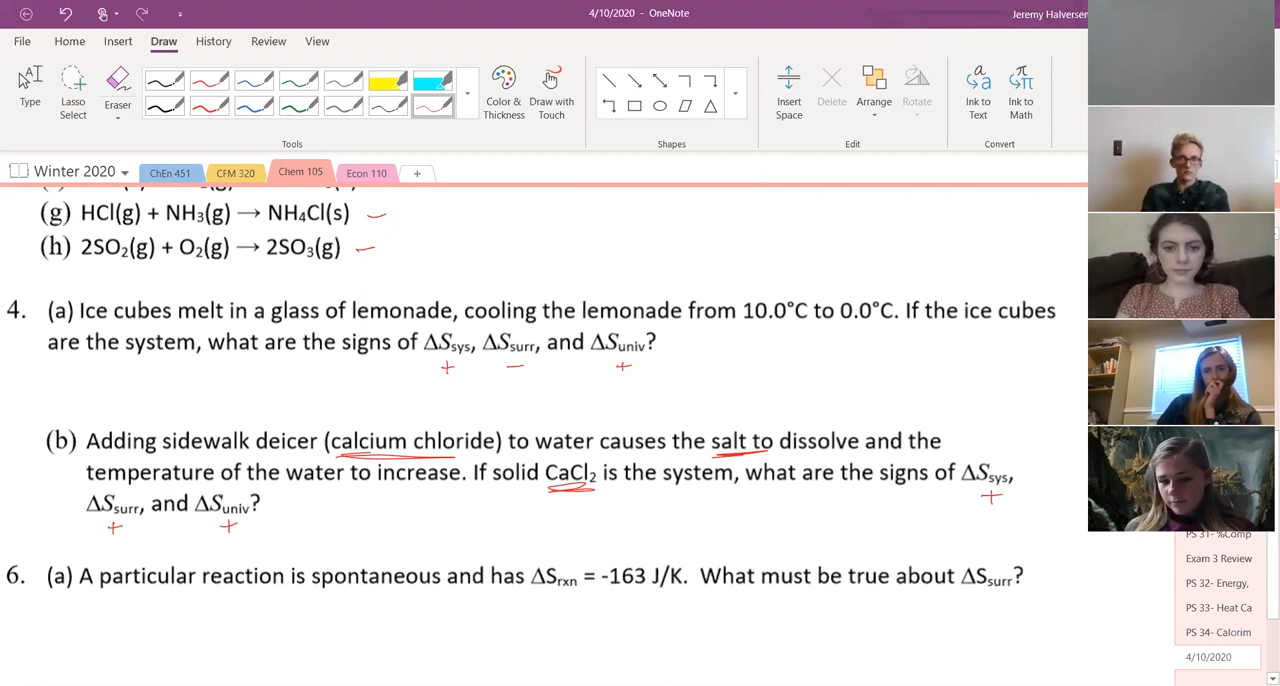 4/10/2020 - OneNote
Jeremy Halversen
File Home Insert Draw History Review View
Type
Lasso Select
Eraser
Color & Thickness
Draw with Touch
Insert Space
Delete
Arrange
Rotate
Ink to Text
Ink to Math
Tools Shapes Edit Convert
Winter 2020 ChEn 451 CFM 320 Chem 105 Econ 110 +
(g) HCl(g) + NH₃(g) → NH₄Cl(s) −
(h) 2SO₂(g) + O₂(g) → 2SO₃(g) −
4. (a) Ice cubes melt in a glass of lemonade, cooling the lemonade from 10.0°C to 0.0°C. If the ice cubes
are the system, what are the signs of ΔSsys, ΔSsurr, and ΔSuniv?
+ − +
(b) Adding sidewalk deicer (calcium chloride) to water causes the salt to dissolve and the
temperature of the water to increase. If solid CaCl₂ is the system, what are the signs of ΔSsys,
+
ΔSsurr, and ΔSuniv?
+ +
6. (a) A particular reaction is spontaneous and has ΔSrxn = -163 J/K. What must be true about ΔSsurr?
PS 31- %Comp
Exam 3 Review
PS 32- Energy,
PS 33- Heat Ca
PS 34- Calorim
4/10/2020